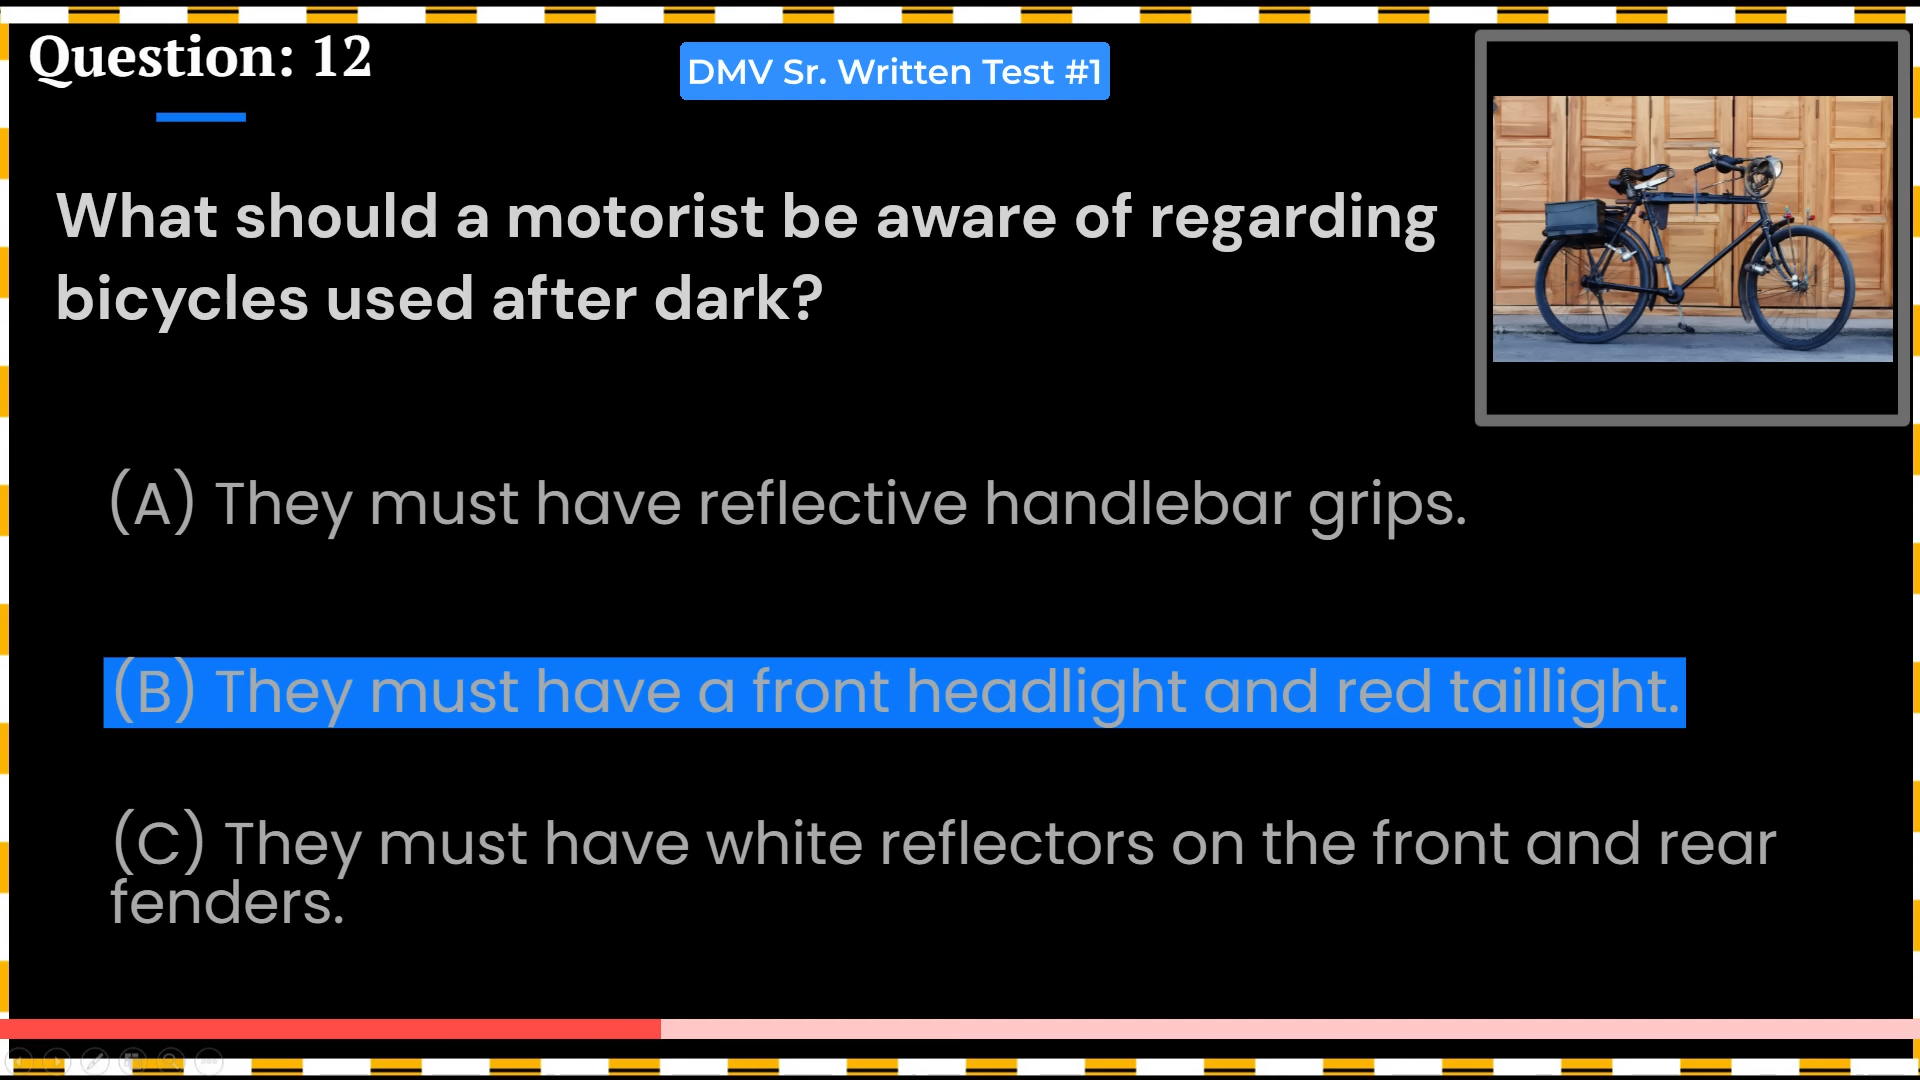 Question: 12
DMV Sr. Written Test #1
What should a motorist be aware of regarding
bicycles used after dark?
(A) They must have reflective handlebar grips.
(B) They must have a front headlight and red taillight.
(C) They must have white reflectors on the front and rear
fenders.